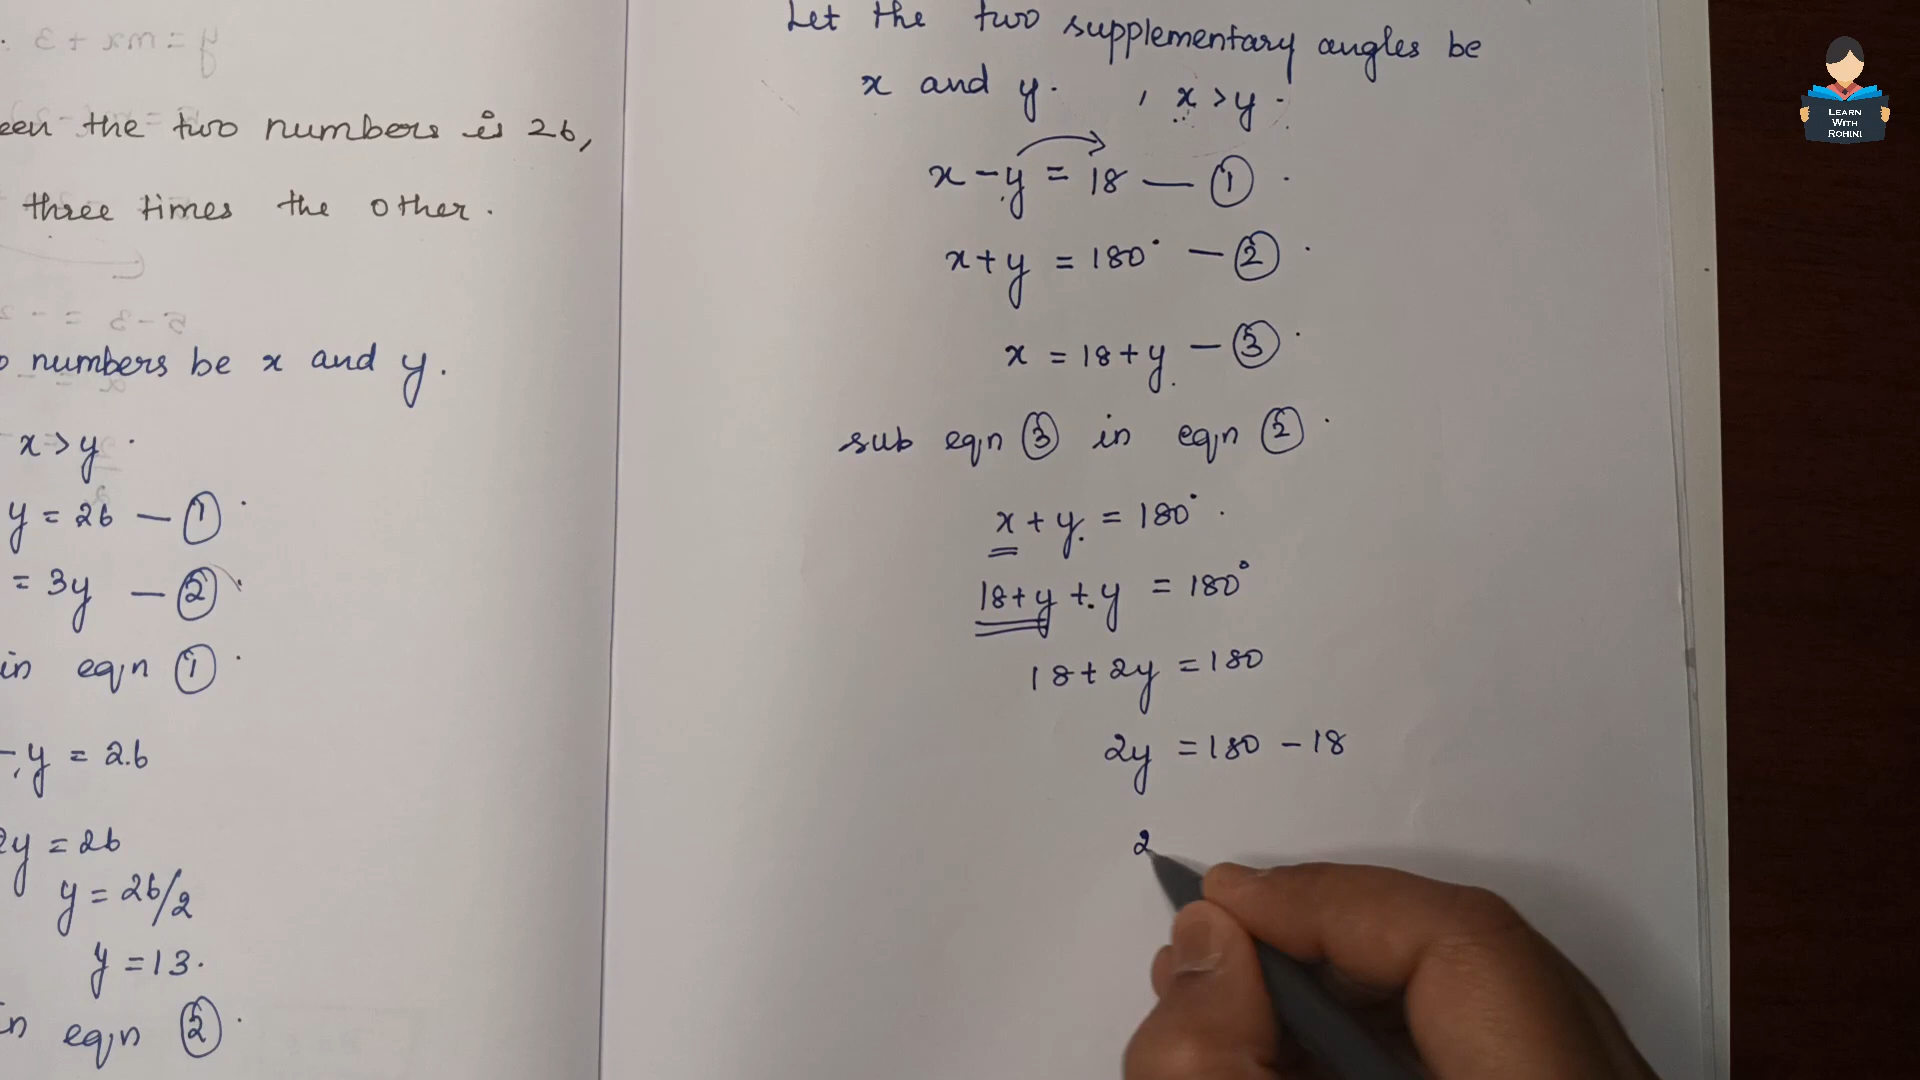 een the two numbers is 26,
three times the other.
numbers be x and y.
x>y.
y = 26 — ①
= 3y — ②
in eqn ①
-y = 26
2y = 26
y = 26/2
y = 13.
in eqn ②
Let the two supplementary angles be
x and y. , x>y.
x - y = 18 — ①
x + y = 180° — ②
x = 18 + y — ③
sub eqn ③ in eqn ②.
x + y = 180°.
18 + y + y = 180°
18 + 2y = 180
2y = 180 - 18
2
LEARN
WITH
ROHINI